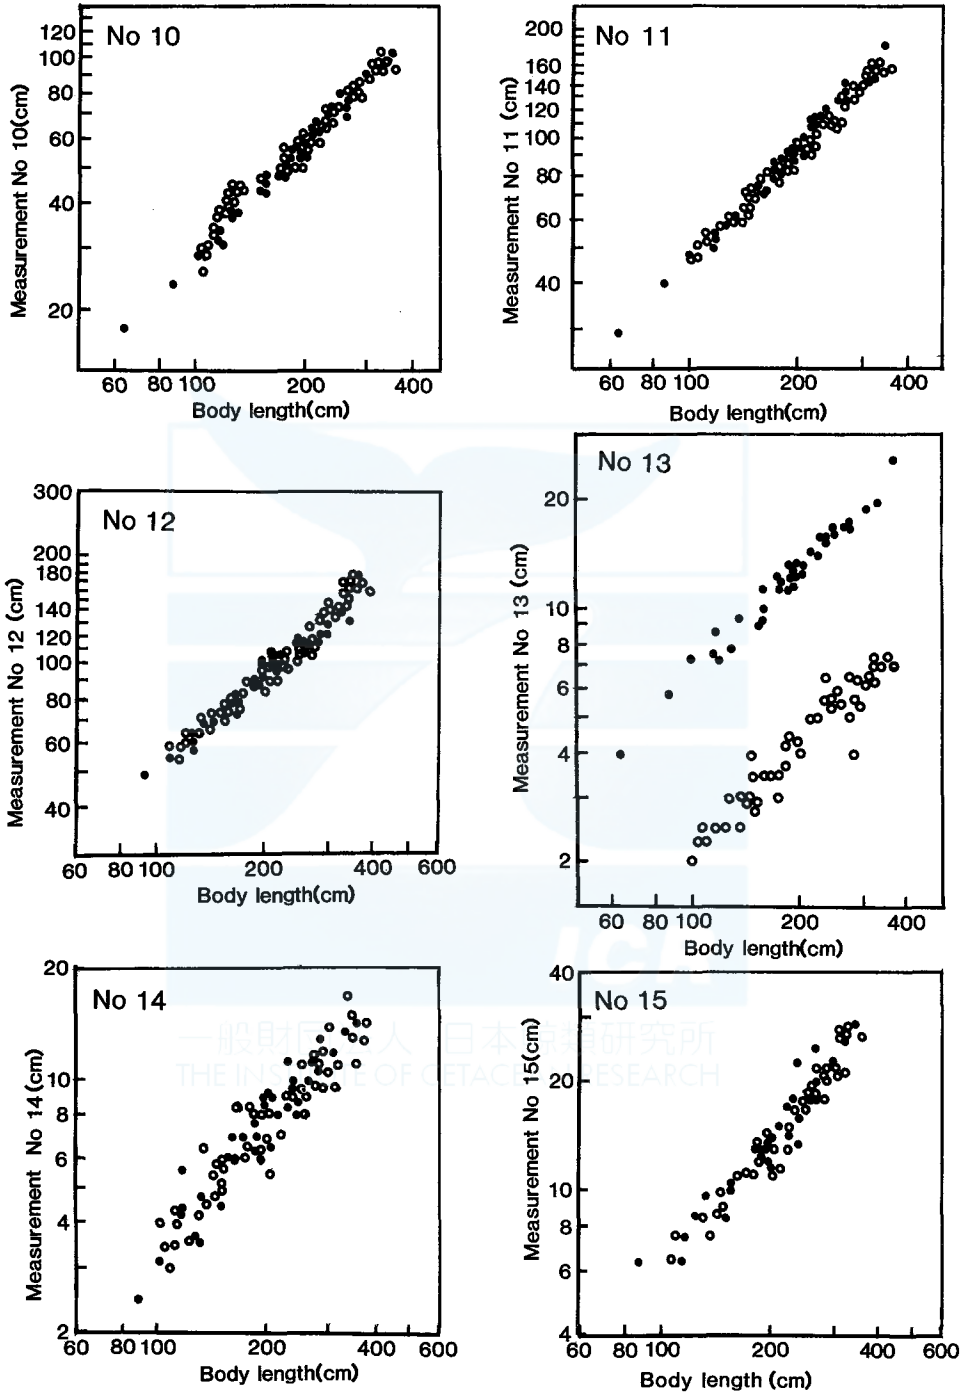 No 10
120
100
80
60
40
20
Measurement No 10(cm)
60 80 100 200 400
Body length(cm)
No 11
200
160
140
120
100
80
60
40
Measurement No 11 (cm)
60 80 100 200 400
Body length(cm)
No 12
300
200
180
140
120
100
80
60
40
Measurement No 12 (cm)
60 80 100 200 400 600
Body length(cm)
No 13
20
10
8
6
4
2
Measurement No 13 (cm)
60 80 100 200 400
Body length(cm)
No 14
20
10
8
6
4
2
Measurement No 14(cm)
60 80 100 200 400 600
Body length(cm)
No 15
40
20
10
8
6
4
Measurement No 15(cm)
60 80 100 200 400 600
Body length (cm)
ICR
一般財団法人 日本鯨類研究所
THE INSTITUTE OF CETACEAN RESEARCH